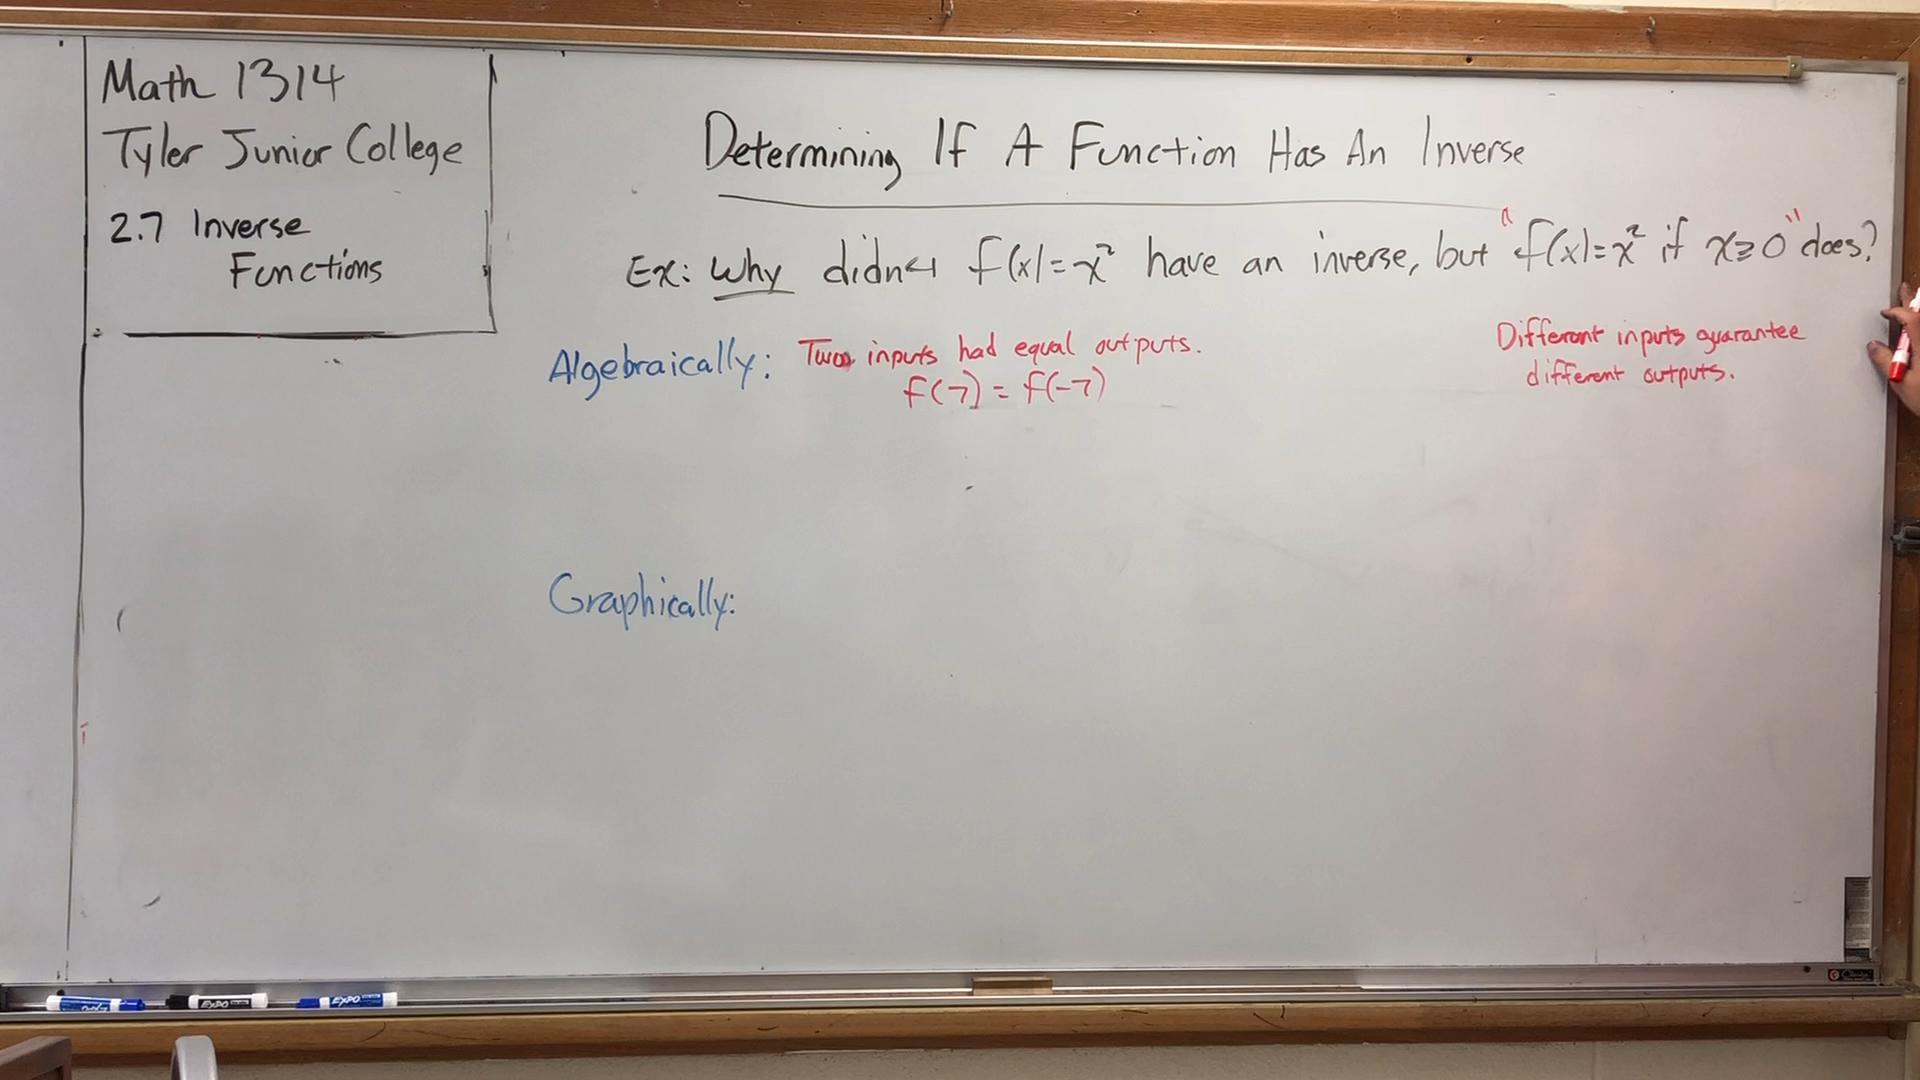 Math 1314
Tyler Junior College
2.7 Inverse
Functions
Determining If A Function Has An Inverse
Ex: Why didn't f(x)=x² have an inverse, but "f(x)=x² if x≥0" does?
Algebraically: Two inputs had equal outputs.
f(7) = f(-7)
Different inputs guarantee
different outputs.
Graphically:
EXPO
EXPO